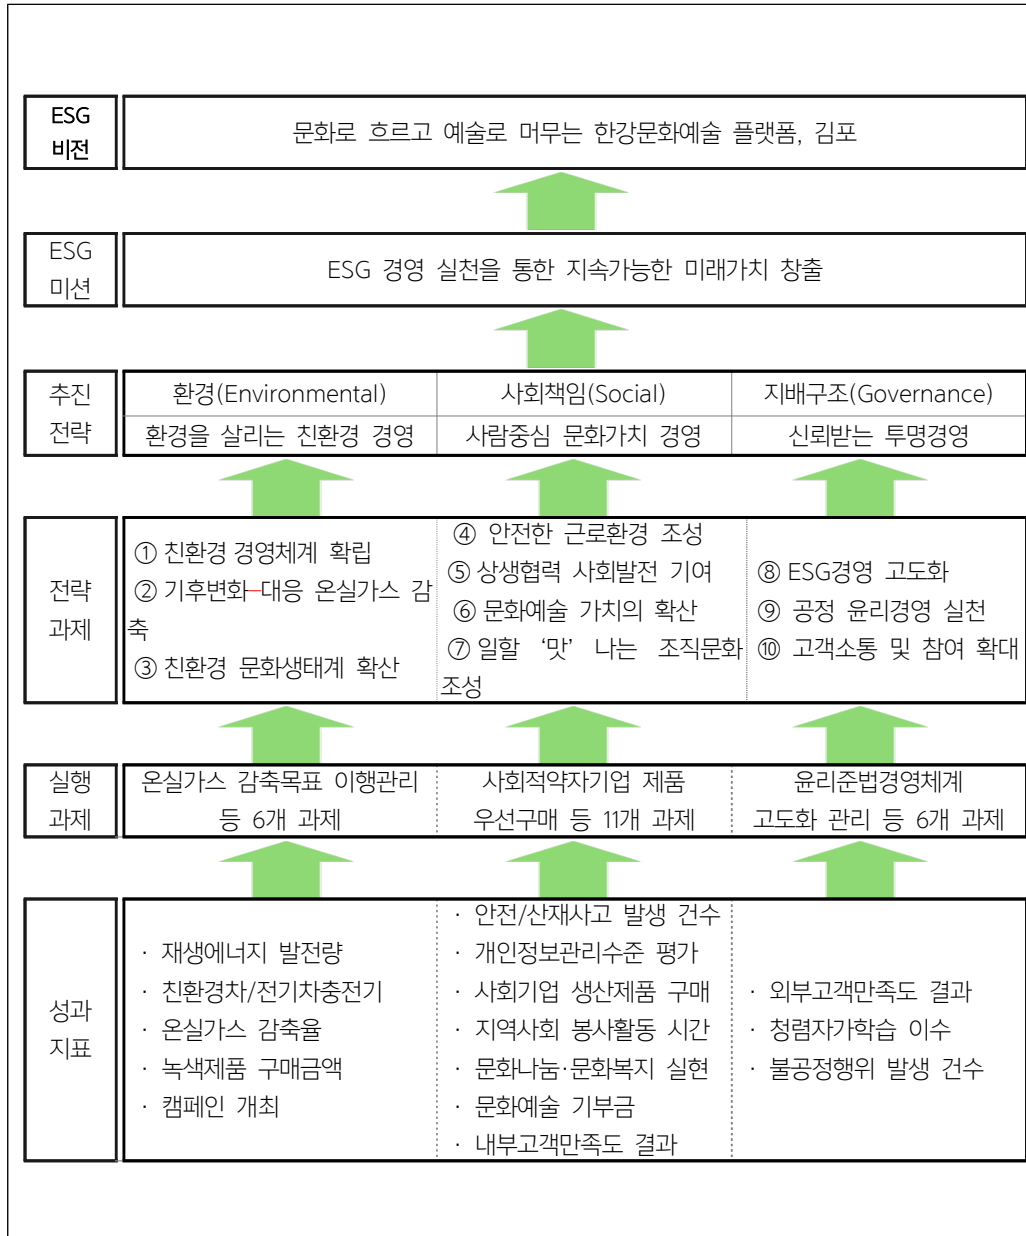 ESG
비전
문화로 흐르고 예술로 머무는 한강문화예술 플랫폼, 김포
ESG
미션
ESG 경영 실천을 통한 지속가능한 미래가치 창출
추진
전략
환경(Environmental)
환경을 살리는 친환경 경영
사회책임(Social)
사람중심 문화가치 경영
지배구조(Governance)
신뢰받는 투명경영
전략
과제
① 친환경 경영체계 확립
② 기후변화 대응 온실가스 감
축
③ 친환경 문화생태계 확산
④ 안전한 근로환경 조성
⑤ 상생협력 사회발전 기여
⑥ 문화예술 가치의 확산
⑦ 일할 ‘맛’ 나는 조직문화
조성
⑧ ESG경영 고도화
⑨ 공정 윤리경영 실천
⑩ 고객소통 및 참여 확대
실행
과제
온실가스 감축목표 이행관리
등 6개 과제
사회적약자기업 제품
우선구매 등 11개 과제
윤리준법경영체계
고도화 관리 등 6개 과제
성과
지표
· 재생에너지 발전량
· 친환경차/전기차충전기
· 온실가스 감축율
· 녹색제품 구매금액
· 캠페인 개최
· 안전/산재사고 발생 건수
· 개인정보관리수준 평가
· 사회기업 생산제품 구매
· 지역사회 봉사활동 시간
· 문화나눔·문화복지 실현
· 문화예술 기부금
· 내부고객만족도 결과
· 외부고객만족도 결과
· 청렴자가학습 이수
· 불공정행위 발생 건수